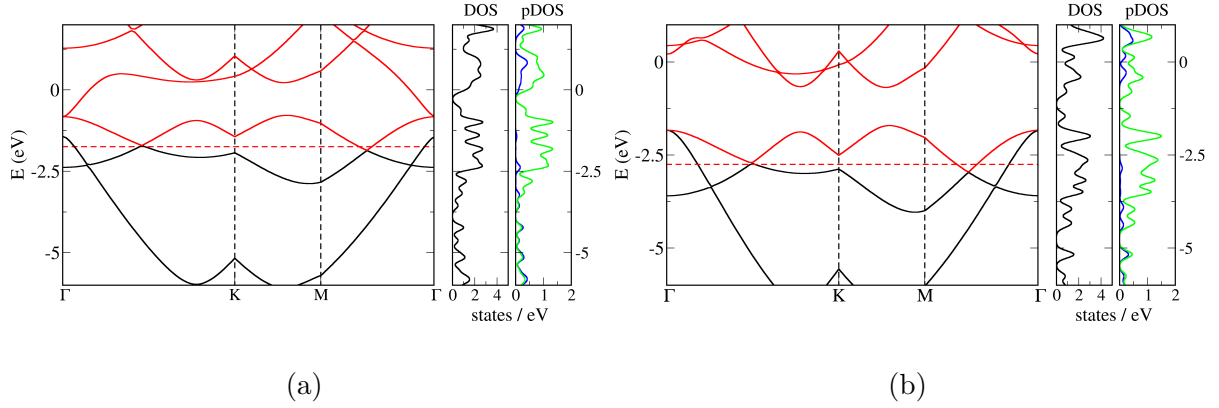 DOS pDOS
E (eV)
0
-2.5
-5
0
-2.5
-5
Γ K M Γ
0 2 4 0 1 2
states / eV
(a)
DOS pDOS
E (eV)
0
-2.5
-5
0
-2.5
-5
Γ K M Γ
0 2 4 0 1 2
states / eV
(b)